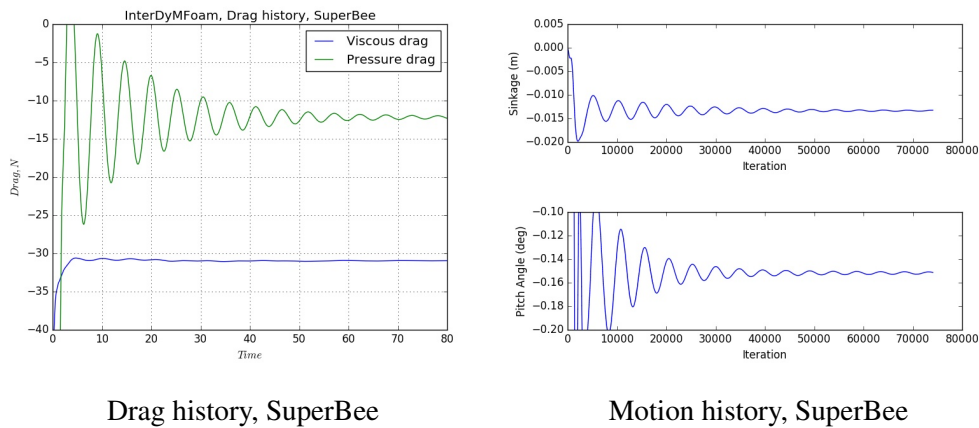 InterDyMFoam, Drag history, SuperBee
Viscous drag
Pressure drag
0
−5
−10
−15
−20
−25
−30
−35
−40
Drag, N
0 10 20 30 40 50 60 70 80
Time
Drag history, SuperBee
0.005
0.000
−0.005
−0.010
−0.015
−0.020
Sinkage (m)
0 10000 20000 30000 40000 50000 60000 70000 80000
Iteration
−0.10
−0.12
−0.14
−0.16
−0.18
−0.20
Pitch Angle (deg)
0 10000 20000 30000 40000 50000 60000 70000 80000
Iteration
Motion history, SuperBee